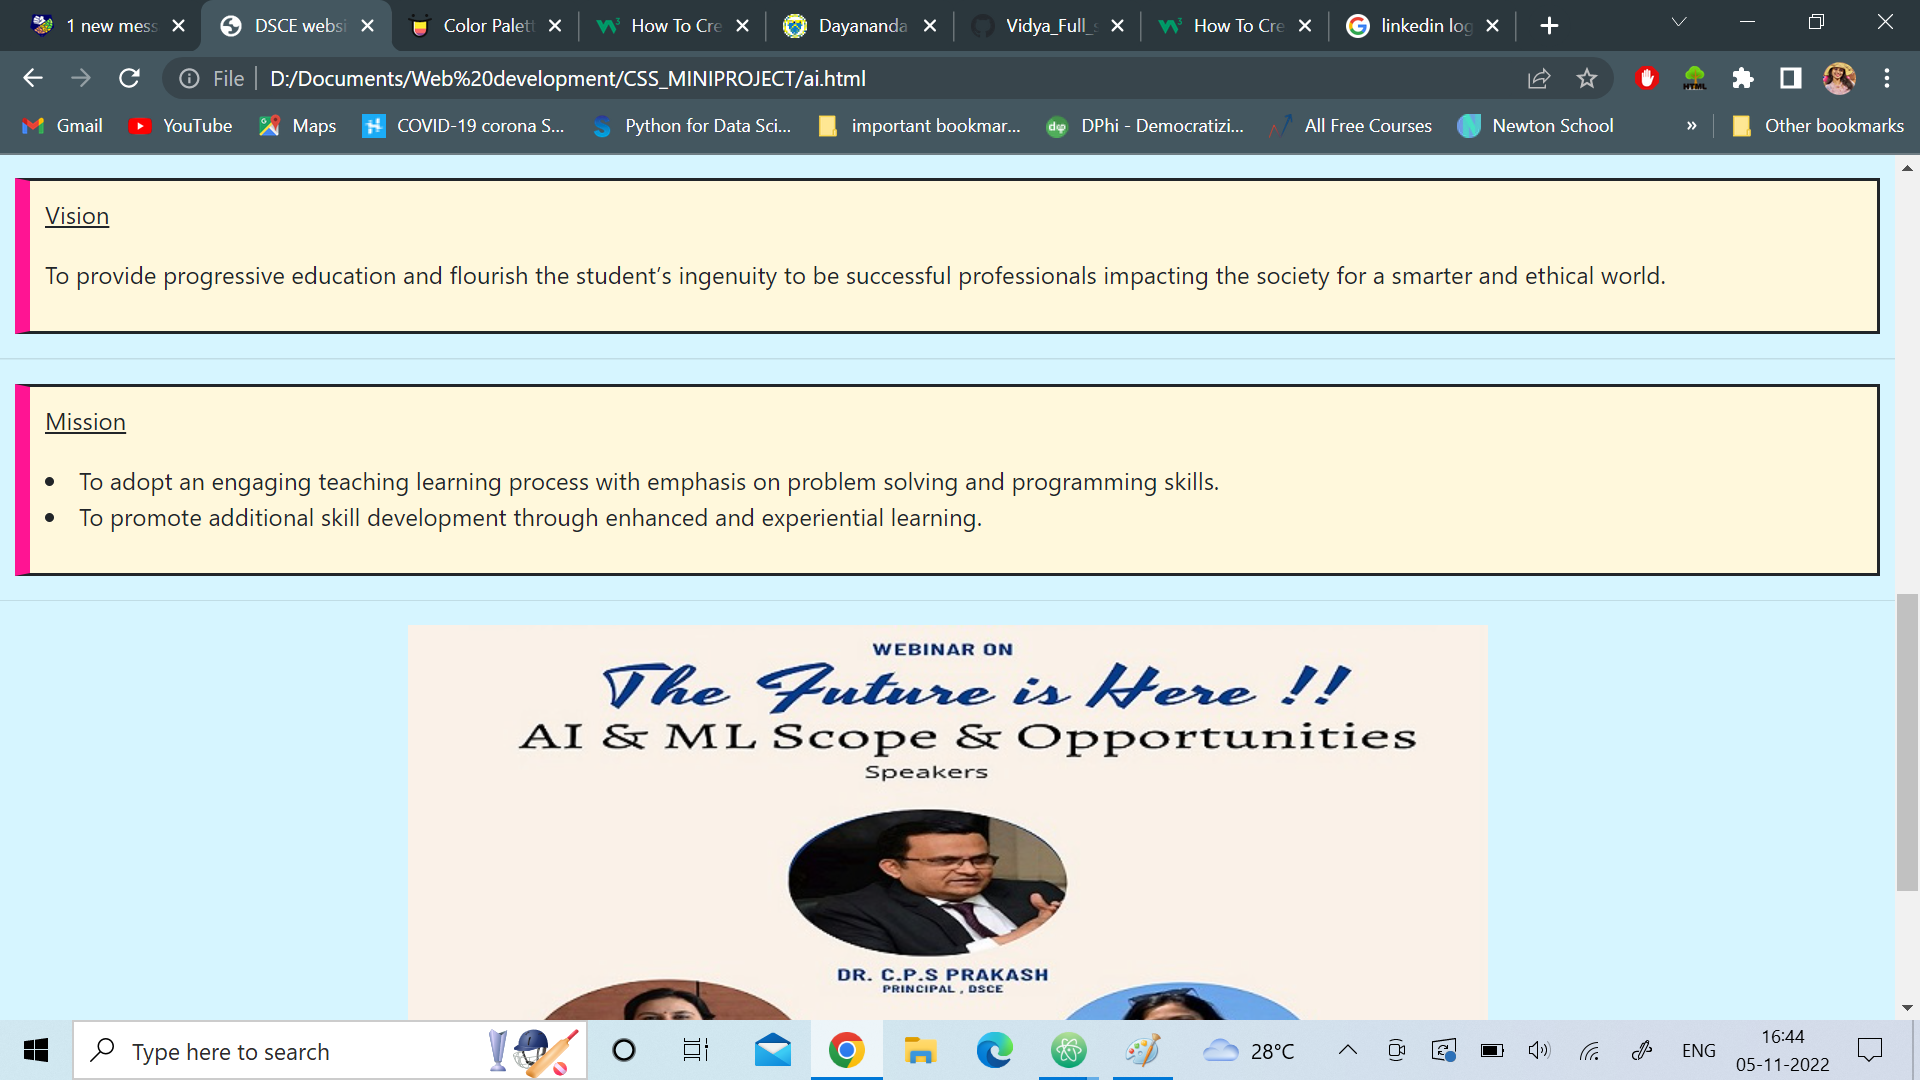 1 new mess
DSCE websi
Color Palett
How To Cre
Dayananda
Vidya_Full_s
How To Cre
linkedin log
File
D:/Documents/Web%20development/CSS_MINIPROJECT/ai.html
Gmail
YouTube
Maps
COVID-19 corona S...
Python for Data Sci...
important bookmar...
DPhi - Democratizi...
All Free Courses
Newton School
»
Other bookmarks
Vision
To provide progressive education and flourish the student’s ingenuity to be successful professionals impacting the society for a smarter and ethical world.
Mission
• To adopt an engaging teaching learning process with emphasis on problem solving and programming skills.
• To promote additional skill development through enhanced and experiential learning.
WEBINAR ON
The Future is Here !!
AI & ML Scope & Opportunities
Speakers
DR. C.P.S PRAKASH
PRINCIPAL , DSCE
Type here to search
28°C
ENG
16:44
05-11-2022